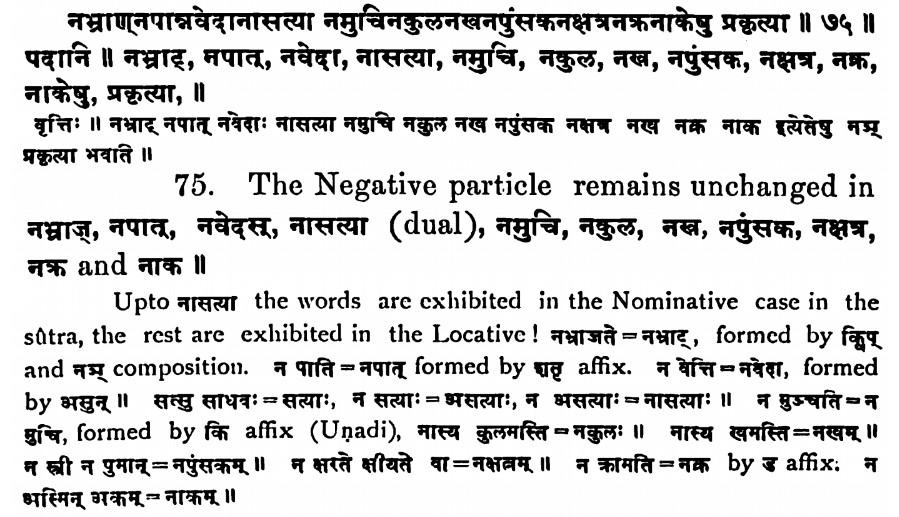 नभ्राण्नपान्नवेदानासत्या नमुचिनकुलनखनपुंसकनक्षत्रनक्रनाकेषु प्रकृत्या ॥ ७५ ॥
पदानि ॥ नभ्राट्, नपात्, नवेदा, नासत्या, नमुचि, नकुल, नख, नपुंसक, नक्षत्र, नक्र,
नाकेषु, प्रकृत्या, ॥
वृत्तिः ॥ नभ्राट् नपात् नवेदाः नासत्या नमुचि नकुल नख नपुंसक नक्षत्र नख नक्र नाक इत्येतेषु नञ्
प्रकृत्या भवति ॥
75. The Negative particle remains unchanged in
नभ्राज्, नपात्, नवेदस्, नासत्या (dual), नमुचि, नकुल, नख, नपुंसक, नक्षत्र,
नक्र and नाक ॥
Upto नासत्या the words are exhibited in the Nominative case in the
sûtra, the rest are exhibited in the Locative ! नभ्राजते=नभ्राट्, formed by क्विप्
and नञ् composition. न पाति=नपात् formed by शतृ affix. न वेत्ति=नवेदा, formed
by असुन् ॥ सत्सु साधवः=सत्याः, न सत्याः=असत्याः, न असत्याः=नासत्याः ॥ न मुञ्चति=न
मुचि, formed by कि affix (Uṇadi), नास्य कुलमस्ति=नकुलः ॥ नास्य खमस्ति=नखम् ॥
न स्त्री न पुमान्=नपुंसकम् ॥ न क्षरते क्षीयते वा=नक्षत्रम् ॥ न क्रामति=नक्र by ड affix. न
अस्मिन् अकम्=नाकम् ॥